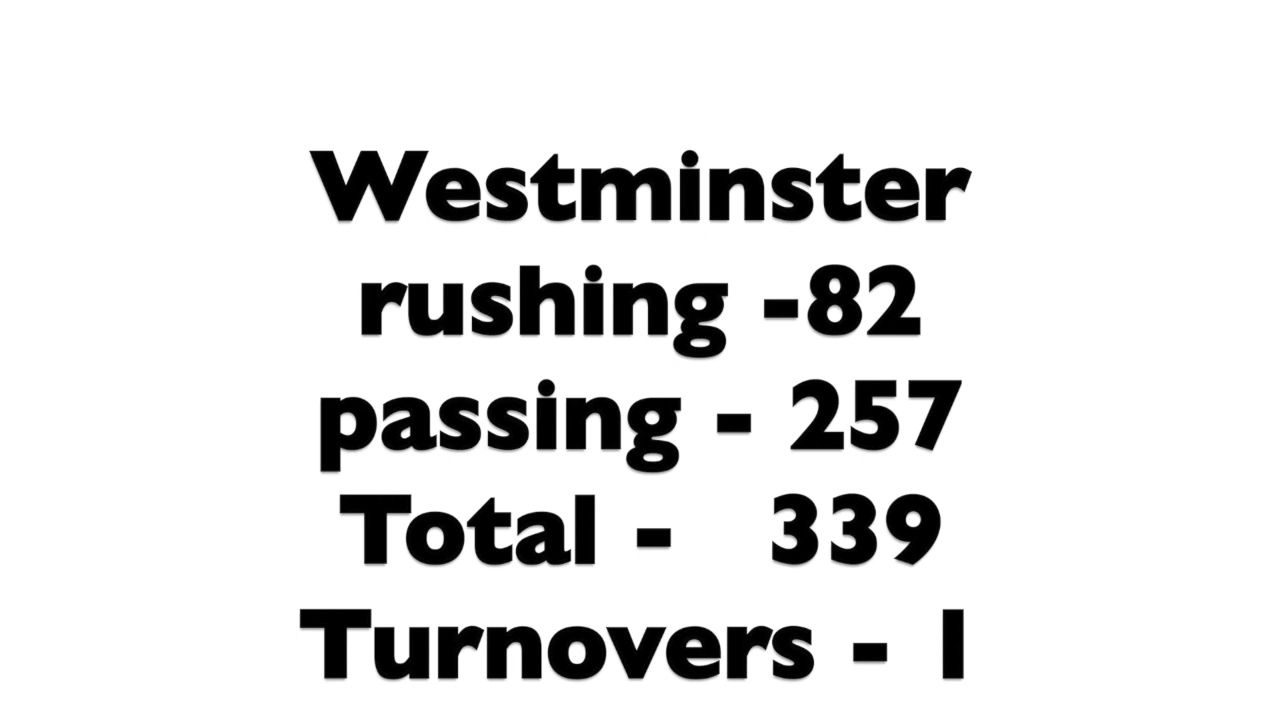 Westminster
rushing -82
passing - 257
Total -   339
Turnovers - 1